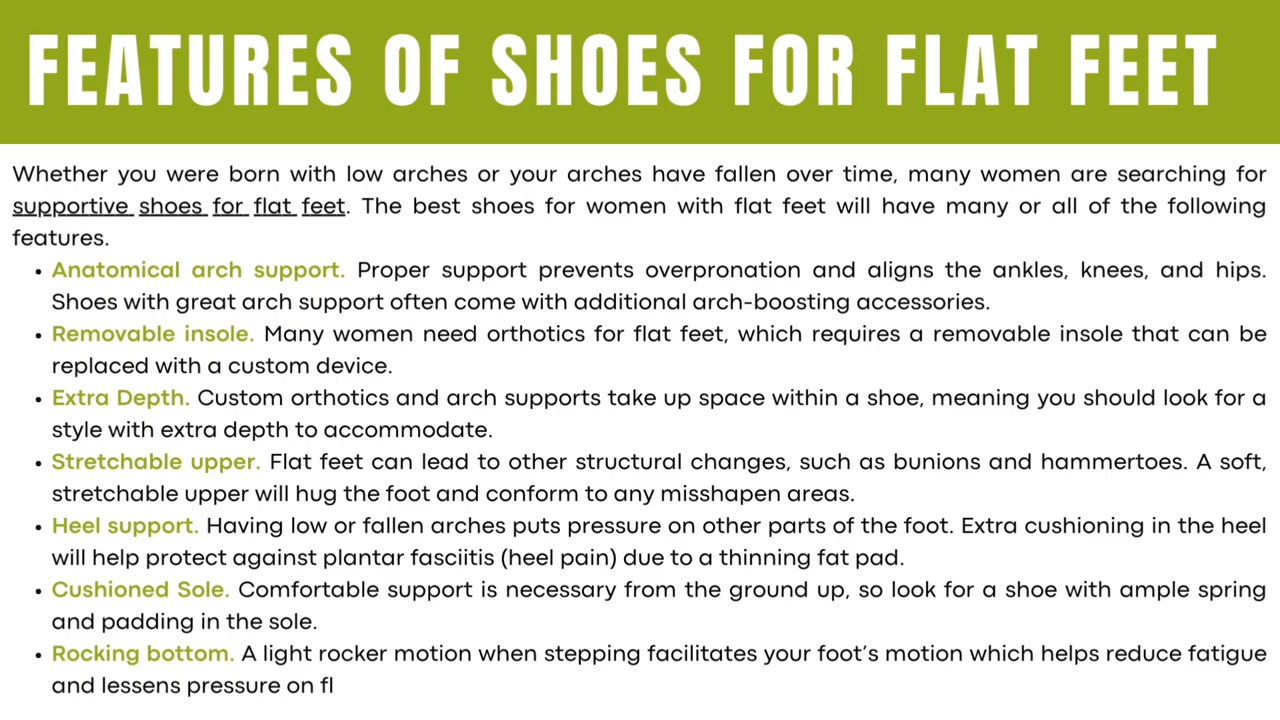 FEATURES OF SHOES FOR FLAT FEET
Whether you were born with low arches or your arches have fallen over time, many women are searching for
supportive shoes for flat feet. The best shoes for women with flat feet will have many or all of the following
features.
• Anatomical arch support. Proper support prevents overpronation and aligns the ankles, knees, and hips.
Shoes with great arch support often come with additional arch-boosting accessories.
• Removable insole. Many women need orthotics for flat feet, which requires a removable insole that can be
replaced with a custom device.
• Extra Depth. Custom orthotics and arch supports take up space within a shoe, meaning you should look for a
style with extra depth to accommodate.
• Stretchable upper. Flat feet can lead to other structural changes, such as bunions and hammertoes. A soft,
stretchable upper will hug the foot and conform to any misshapen areas.
• Heel support. Having low or fallen arches puts pressure on other parts of the foot. Extra cushioning in the heel
will help protect against plantar fasciitis (heel pain) due to a thinning fat pad.
• Cushioned Sole. Comfortable support is necessary from the ground up, so look for a shoe with ample spring
and padding in the sole.
• Rocking bottom. A light rocker motion when stepping facilitates your foot’s motion which helps reduce fatigue
and lessens pressure on fl